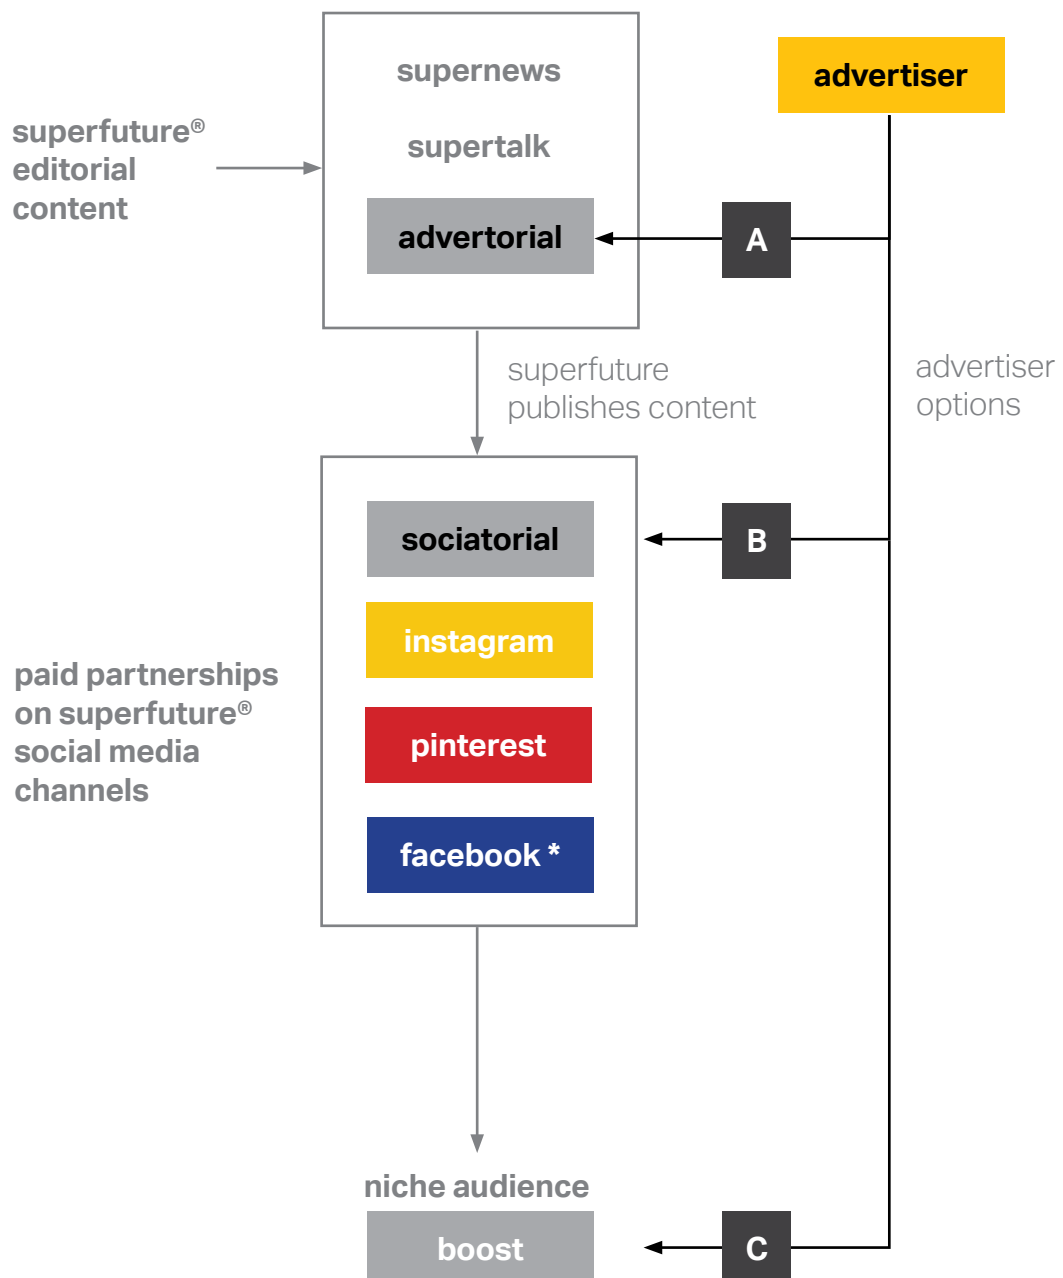 supernews
advertiser
superfuture®
editorial
content
supertalk
advertorial
A
superfuture
publishes content
advertiser
options
sociatorial
B
instagram
paid partnerships
on superfuture®
social media
channels
pinterest
facebook *
niche audience
boost
C